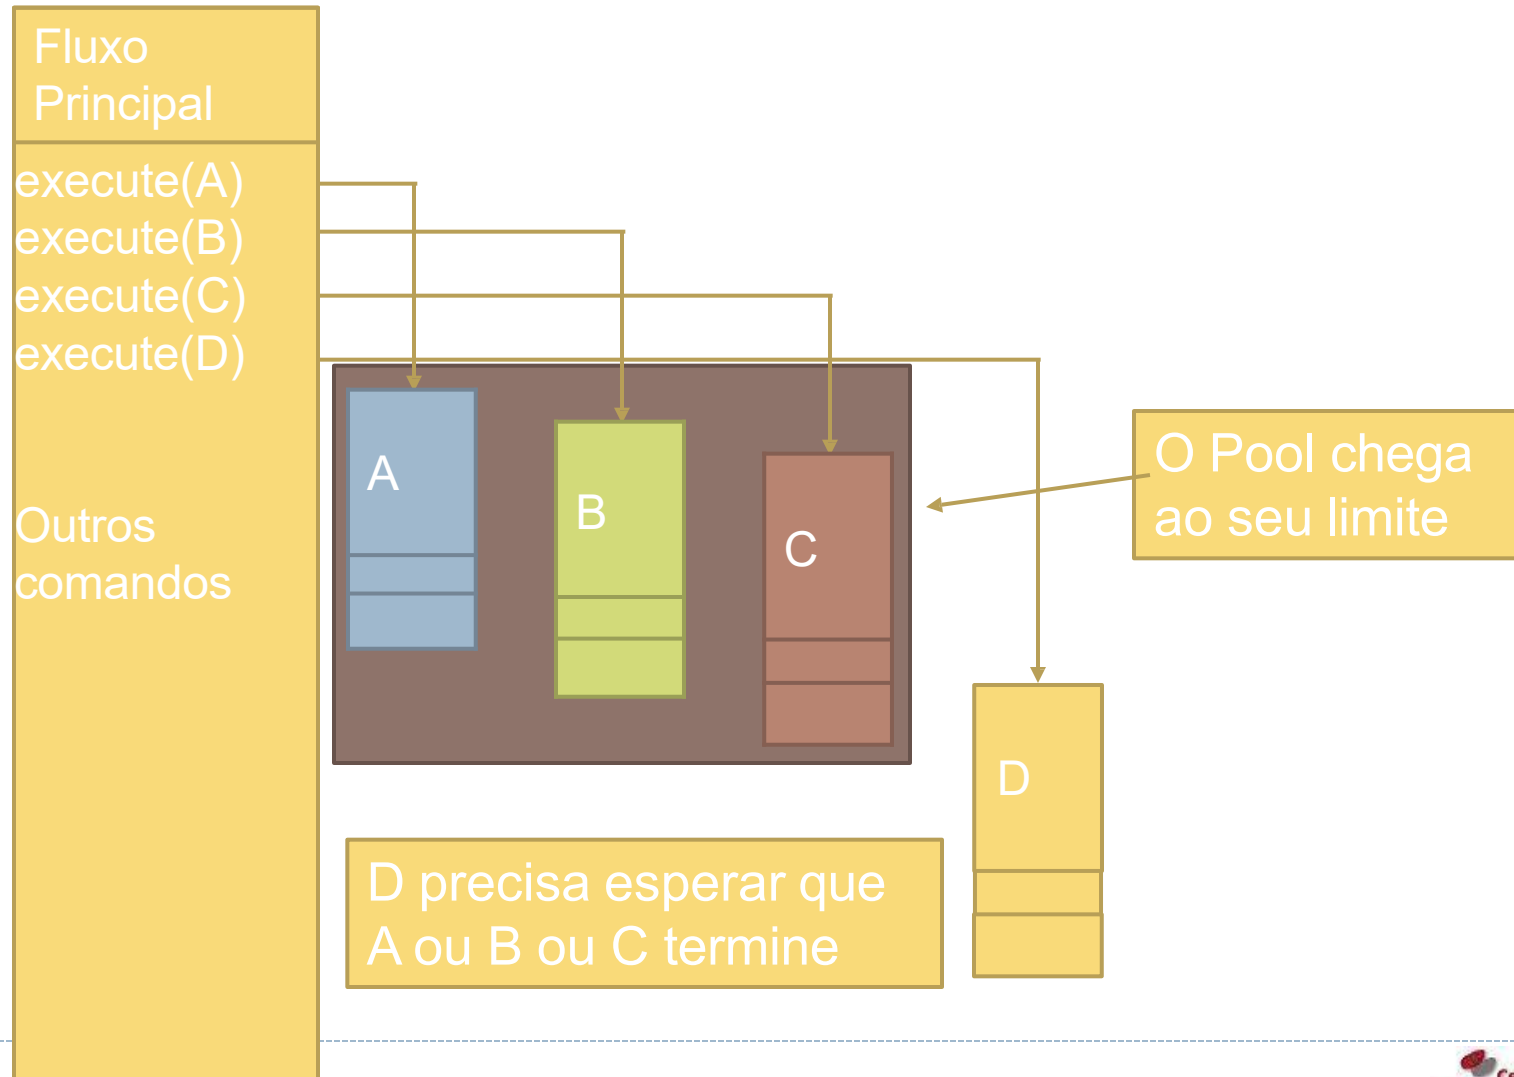 Fluxo
Principal
execute(A)
execute(B)
execute(C)
execute(D)
Outros
comandos
A
B
C
D
O Pool chega
ao seu limite
D precisa esperar que
A ou B ou C termine